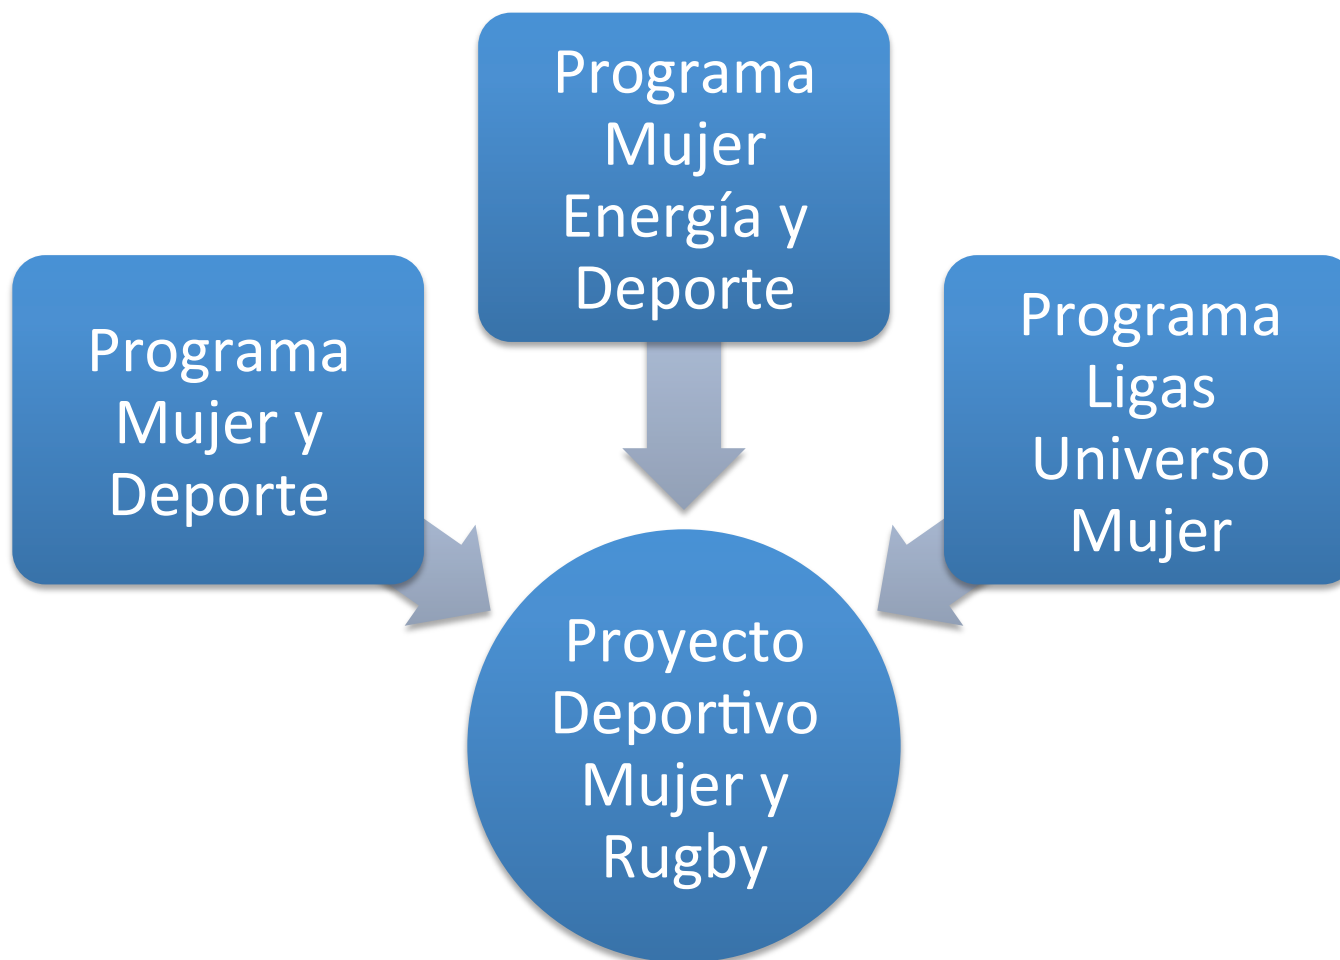 Programa
Mujer
Energía y
Deporte
Programa
Mujer y
Deporte
Programa
Ligas
Universo
Mujer
Proyecto
Deportivo
Mujer y
Rugby